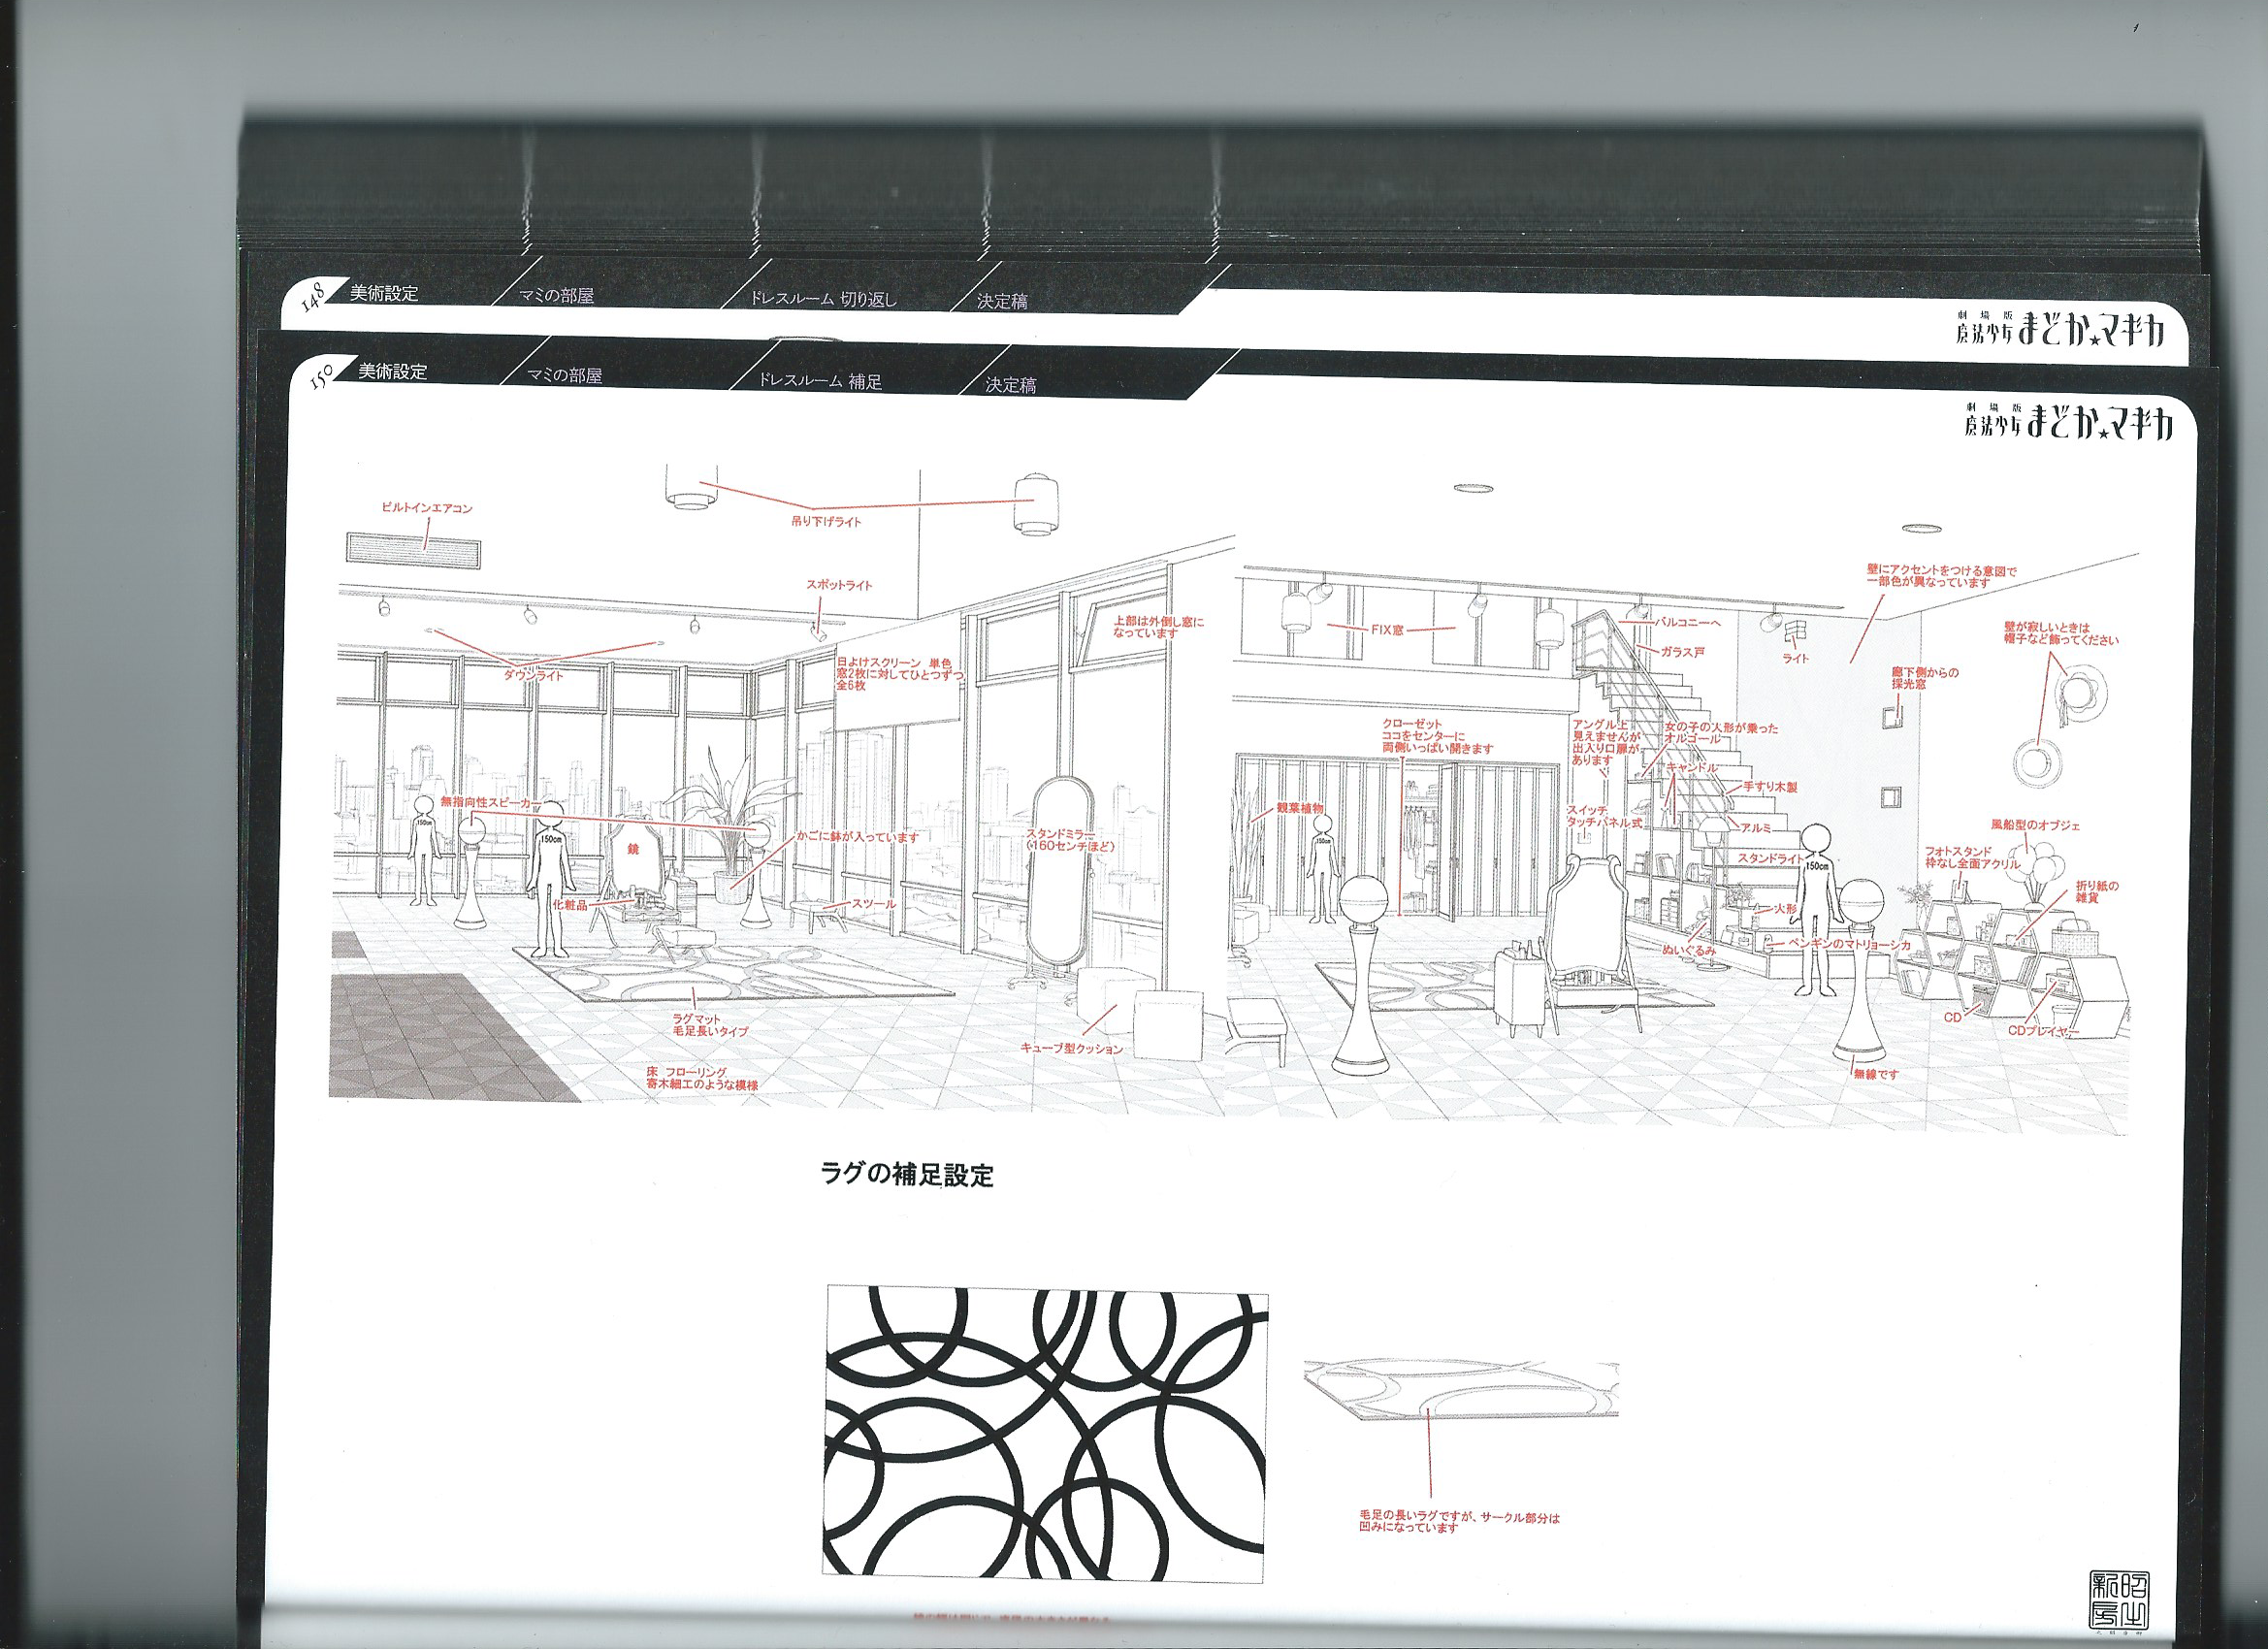 148
美術設定
マミの部屋
ドレスルーム 切り返し
決定稿
劇場版
魔法少女まどか★マギカ
150
美術設定
マミの部屋
ドレスルーム 補足
決定稿
劇場版
魔法少女まどか★マギカ
ビルトインエアコン
吊り下げライト
スポットライト
ダウンライト
日よけスクリーン 単色
窓2枚に対してひとつずつ
全6枚
上部は外倒し窓に
なっています
無指向性スピーカー
150cm
150cm
鏡
化粧品
かごに鉢が入っています
スツール
スタンドミラー
(160センチほど)
ラグマット
毛足長いタイプ
キューブ型クッション
床 フローリング
寄木細工のような模様
FIX窓
バルコニーへ
ガラス戸
ライト
壁にアクセントをつける意図で
一部色が異なっています
壁が寂しいときは
帽子など飾ってください
廊下側からの
採光窓
クローゼット
ココをセンターに
両側いっぱい開きます
アングル上
見えませんが
出入り口扉が
あります
女の子の人形が乗った
オルゴール
キャンドル
手すり木製
観葉植物
スイッチ
タッチパネル式
アルミ
スタンドライト
150cm
150cm
風船型のオブジェ
フォトスタンド
枠なし全面アクリル
折り紙の
雑貨
人形
ぬいぐるみ
ペンギンのマトリョーシカ
CD
CDプレイヤー
無線です
ラグの補足設定
毛足の長いラグですが、サークル部分は
凹みになっています